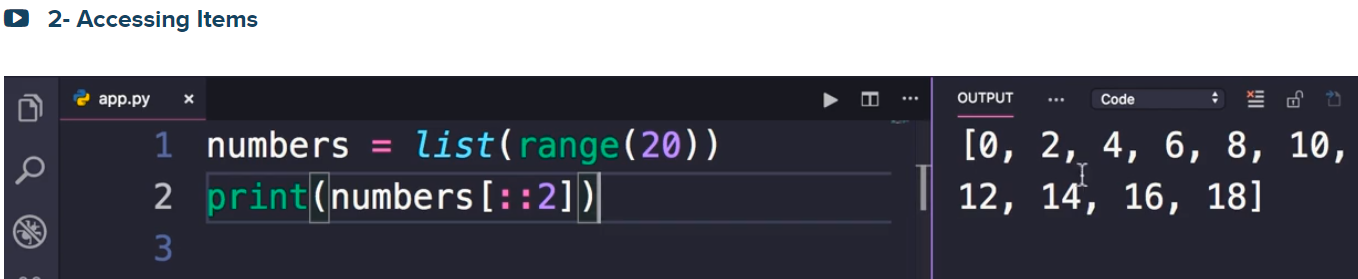 2- Accessing Items
app.py ×
OUTPUT ... Code
1 numbers = list(range(20))
2 print(numbers[::2])
3
[0, 2, 4, 6, 8, 10,
12, 14, 16, 18]